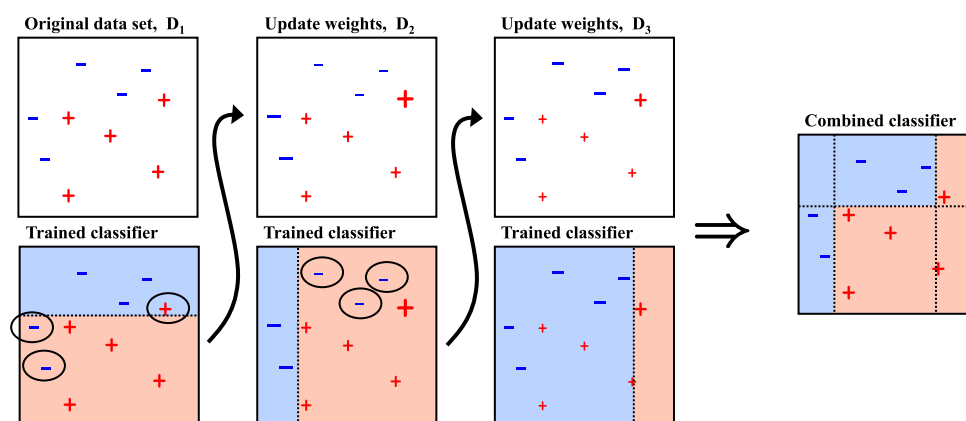 Original data set, D1
Update weights, D2
Update weights, D3
Combined classifier
Trained classifier
Trained classifier
Trained classifier